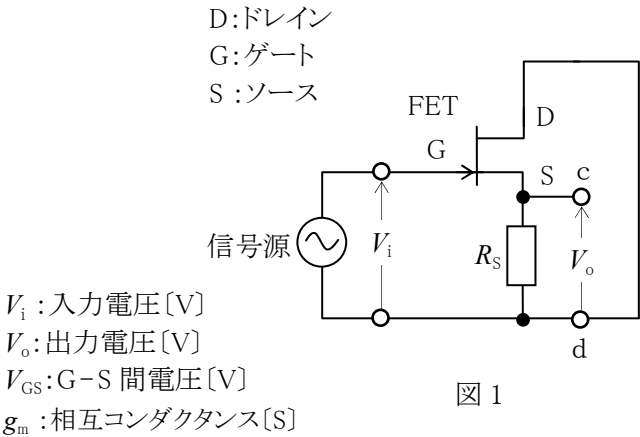 D:ドレイン
G:ゲート
S:ソース
FET
D
G
S
c
信号源
Vi
RS
Vo
d
Vi:入力電圧〔V〕
Vo:出力電圧〔V〕
VGS:G-S 間電圧〔V〕
gm:相互コンダクタンス〔S〕
図 1